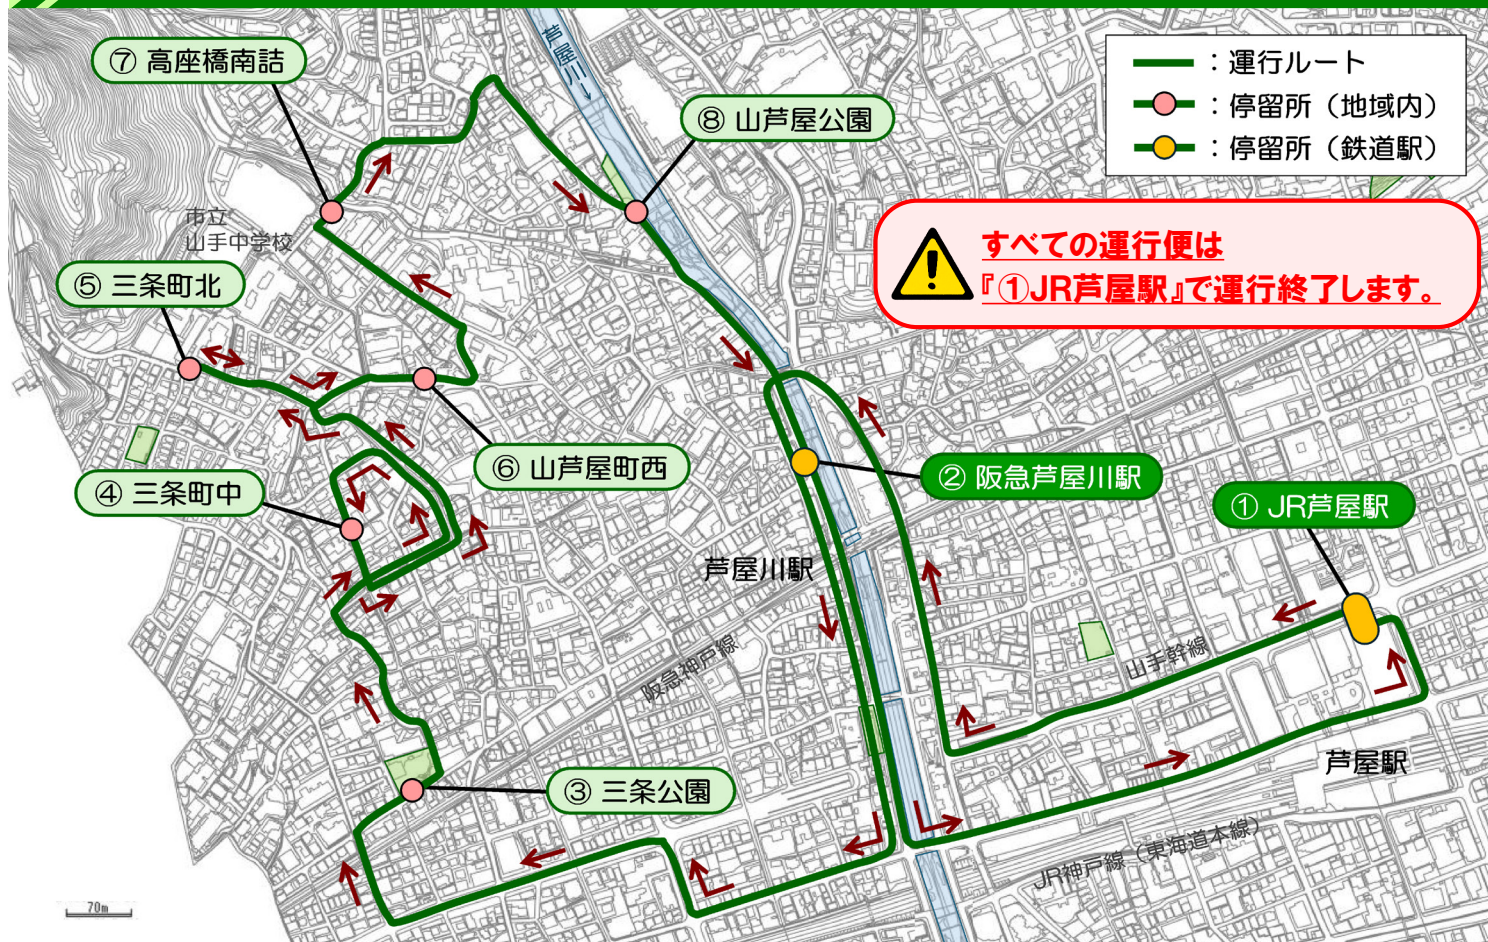 ⑦ 高座橋南詰
芦屋川→
：運行ルート
：停留所（地域内）
：停留所（鉄道駅）
⑧ 山芦屋公園
市立
山手中学校
すべての運行便は
『①JR芦屋駅』で運行終了します。
⑤ 三条町北
⑥ 山芦屋町西
② 阪急芦屋川駅
④ 三条町中
① JR芦屋駅
芦屋川駅
阪急神戸線
山手幹線
芦屋駅
③ 三条公園
JR神戸線（東海道本線）
70m